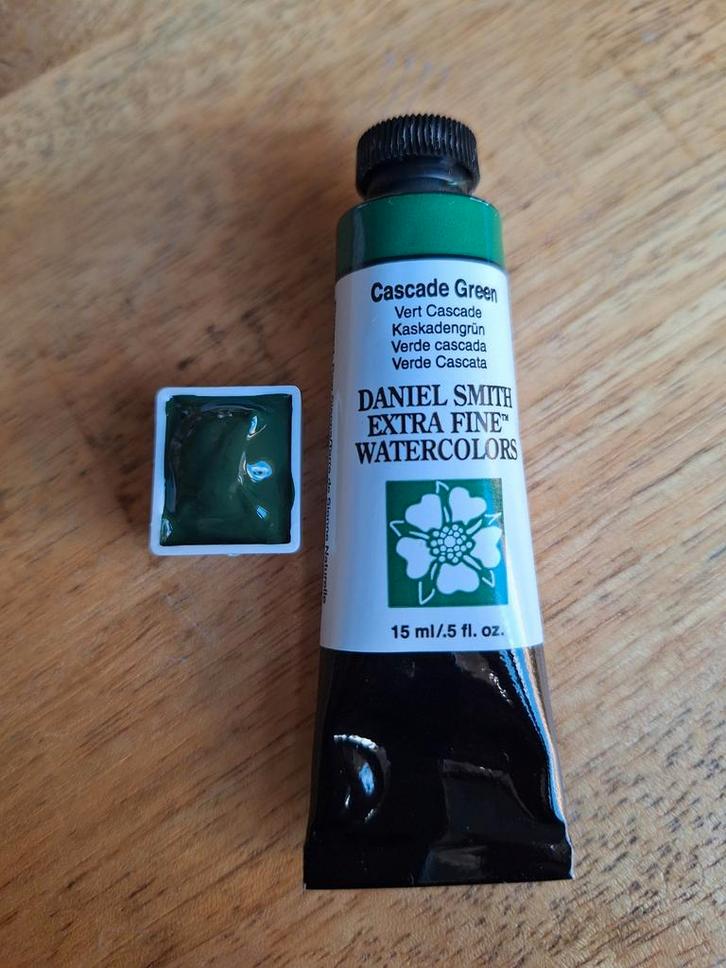 Cascade Green
Vert Cascade
Kaskadengrün
Verde cascada
Verde Cascata
DANIEL SMITH
EXTRA FINE™
WATERCOLORS
15 ml/.5 fl. oz.